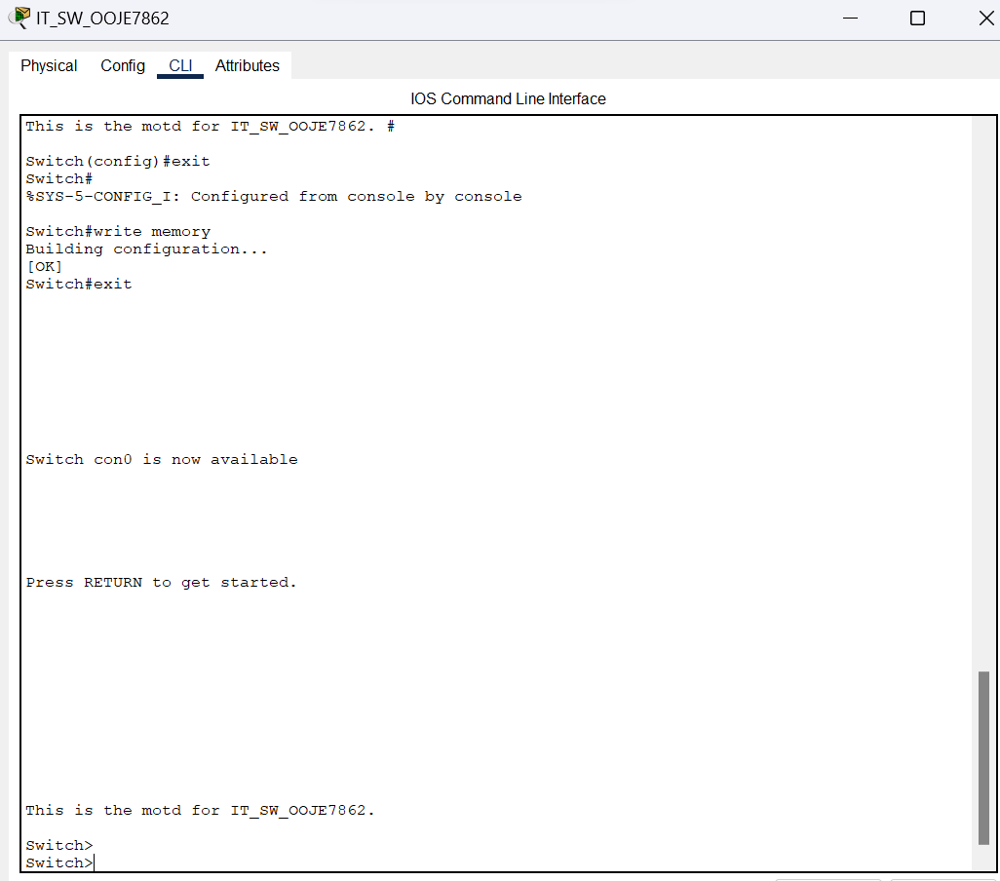 IT_SW_OOJE7862
Physical Config CLI Attributes
IOS Command Line Interface
This is the motd for IT_SW_OOJE7862. #
Switch(config)#exit
Switch#
%SYS-5-CONFIG_I: Configured from console by console
Switch#write memory
Building configuration...
[OK]
Switch#exit
Switch con0 is now available
Press RETURN to get started.
This is the motd for IT_SW_OOJE7862.
Switch>
Switch>